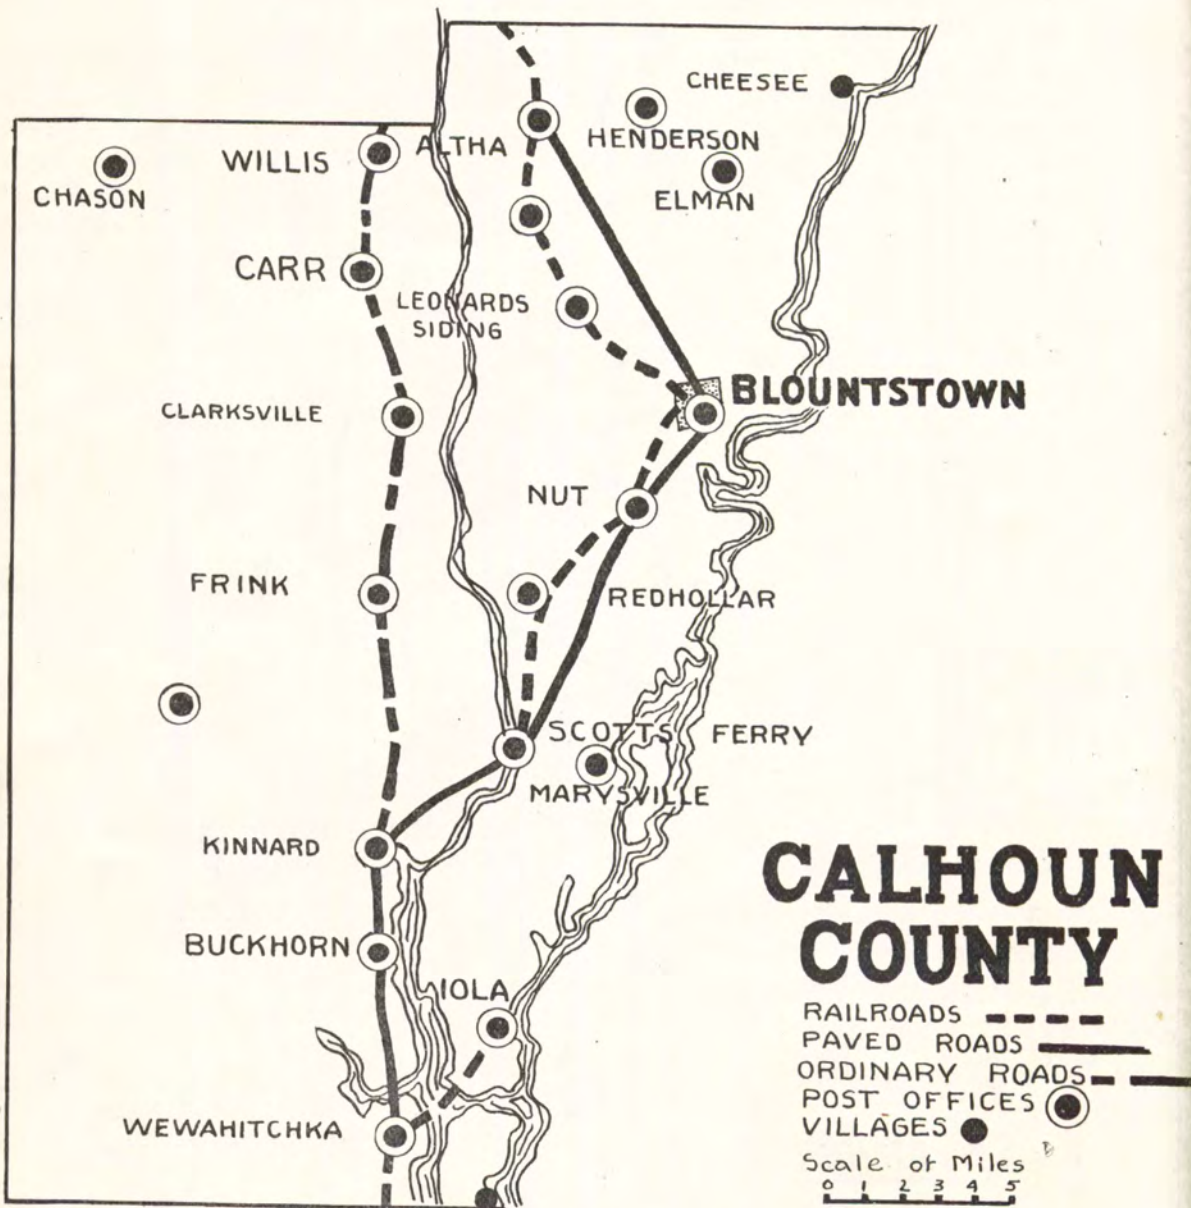 CHEESEE
HENDERSON
ALTHA
WILLIS
CHASON
ELMAN
CARR
LEONARDS
SIDING
BLOUNTSTOWN
CLARKSVILLE
NUT
FRINK
REDHOLLAR
SCOTTS FERRY
MARYSVILLE
KINNARD
BUCKHORN
IOLA
WEWAHITCHKA
CALHOUN
COUNTY
RAILROADS
PAVED ROADS
ORDINARY ROADS
POST OFFICES
VILLAGES
Scale of Miles
0 1 2 3 4 5